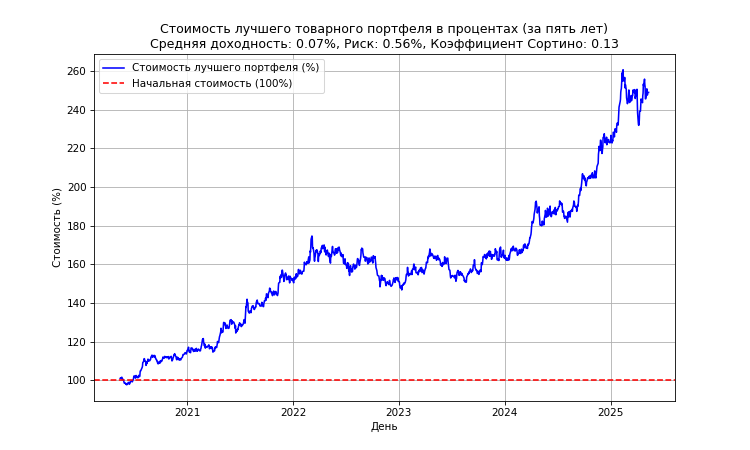 Стоимость лучшего товарного портфеля в процентах (за пять лет)
Средняя доходность: 0.07%, Риск: 0.56%, Коэффициент Сортино: 0.13
Стоимость лучшего портфеля (%)
Начальная стоимость (100%)
Стоимость (%)
260
240
220
200
180
160
140
120
100
2021
2022
2023
2024
2025
День